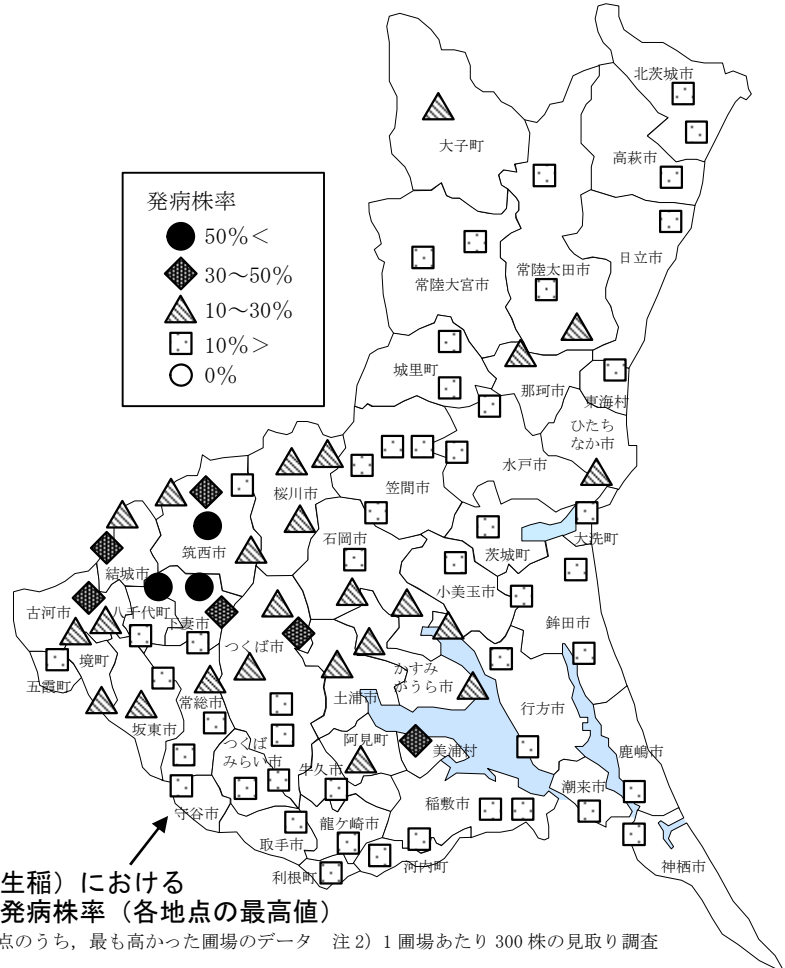 北茨城市
大子町
高萩市
発病株率
50%<
30～50%
10～30%
10%>
0%
日立市
常陸大宮市
常陸太田市
城里町
那珂市
東海村
ひたち
なか市
水戸市
笠間市
桜川市
筑西市
石岡市
茨城町
大洗町
結城市
小美玉市
古河市
八千代町
下妻市
鉾田市
つくば市
境町
五霞町
かすみ
がうら市
土浦市
常総市
坂東市
行方市
つくば
みらい市
阿見町
美浦村
牛久市
鹿嶋市
潮来市
稲敷市
守谷市
龍ケ崎市
取手市
河内町
利根町
神栖市
生稲）における
発病株率（各地点の最高値）
点のうち，最も高かった圃場のデータ　注 2）1 圃場あたり 300 株の見取り調査